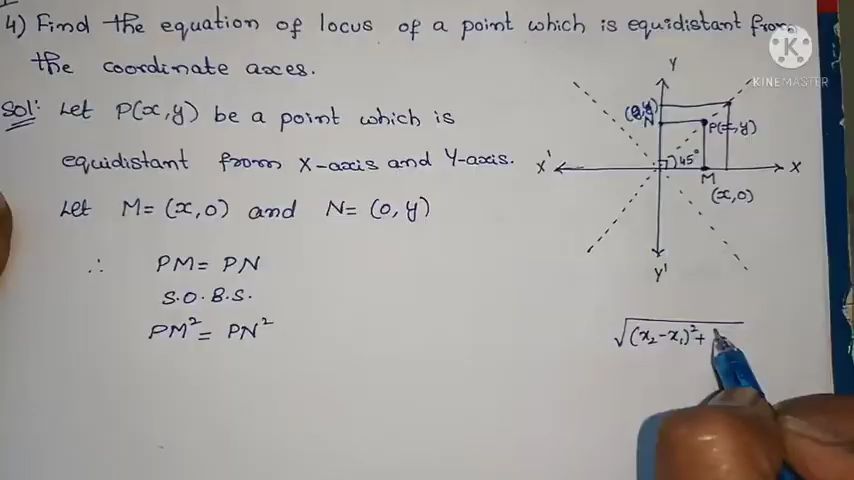 4) Find the equation of locus of a point which is equidistant from
the coordinate axes.
Sol: Let P(x,y) be a point which is
equidistant from X-axis and Y-axis.
Let M= (x,0) and N= (0,y)
∴ PM= PN
S.O.B.S.
PM²= PN²
K
KINEMASTER
Y
(0,y)
N
P(x,y)
45°
X'
X
M
(x,0)
Y'
√(x₂-x₁)²+